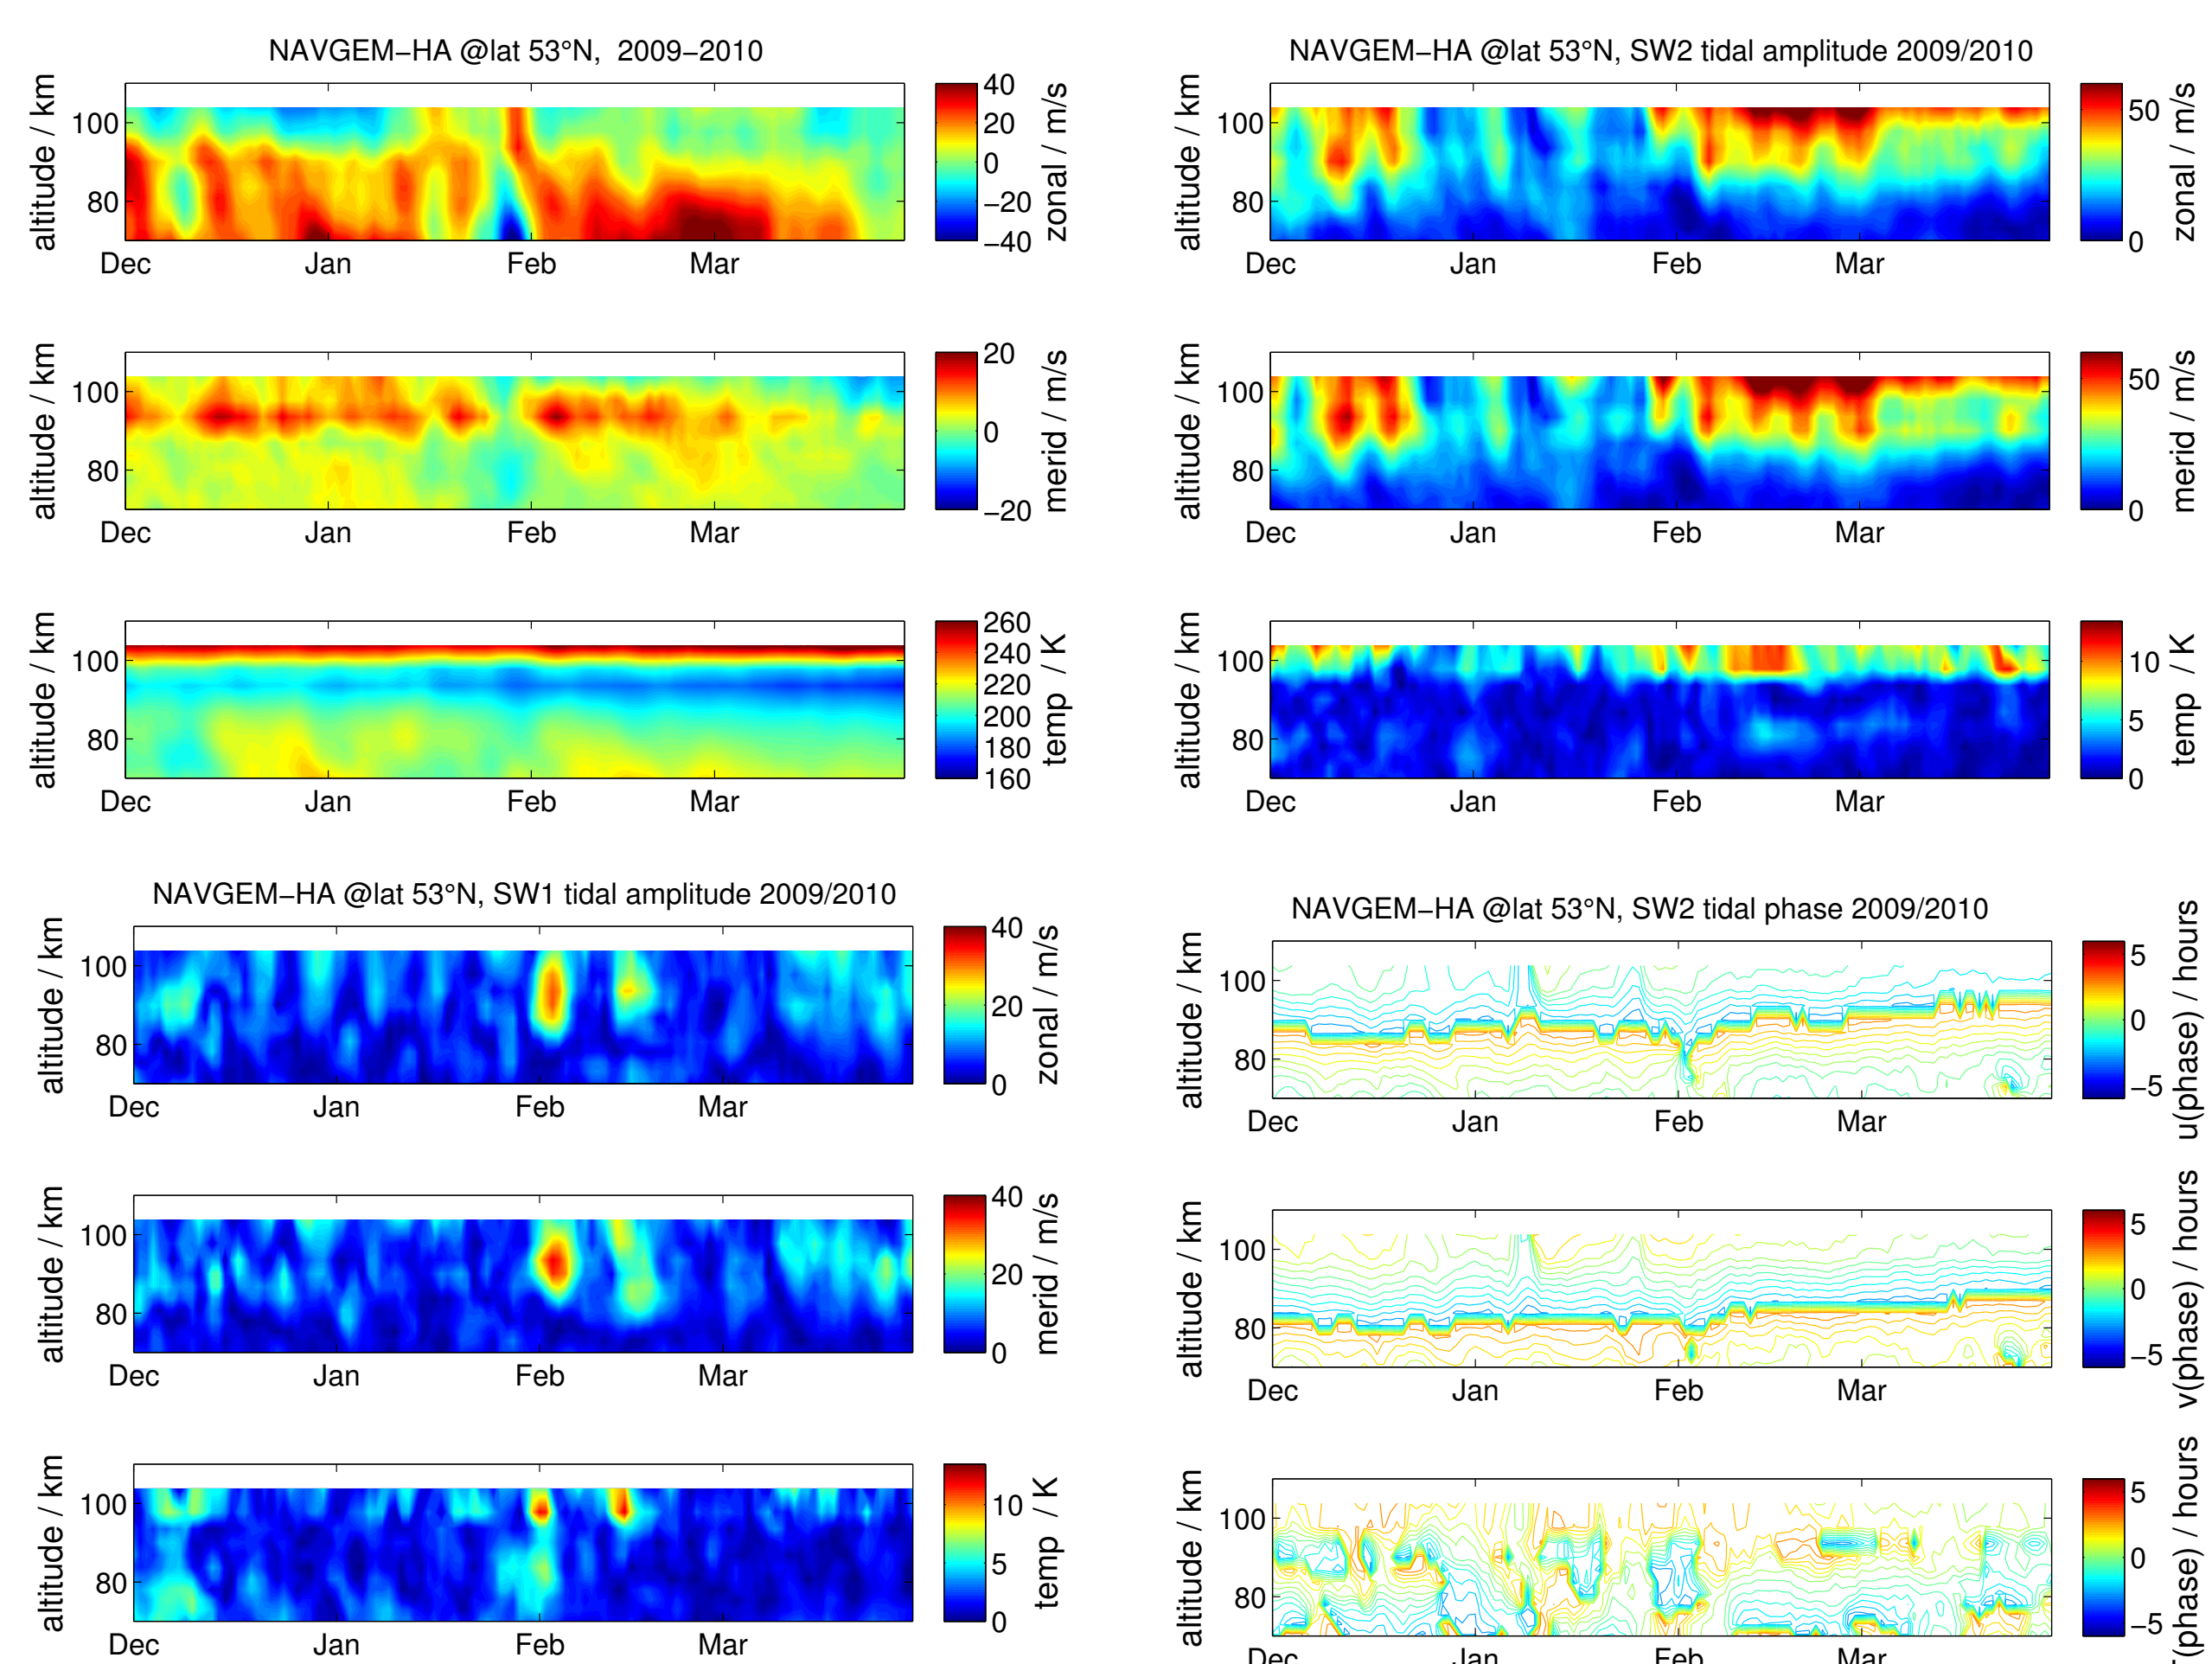 NAVGEM−HA @lat 53°N,  2009−2010
altitude / km
100
80
Dec Jan Feb Mar
40
20
0
−20
−40
zonal / m/s
altitude / km
100
80
Dec Jan Feb Mar
20
0
−20
merid / m/s
altitude / km
100
80
Dec Jan Feb Mar
260
240
220
200
180
160
temp / K
NAVGEM−HA @lat 53°N, SW2 tidal amplitude 2009/2010
altitude / km
100
80
Dec Jan Feb Mar
50
0
zonal / m/s
altitude / km
100
80
Dec Jan Feb Mar
50
0
merid / m/s
altitude / km
100
80
Dec Jan Feb Mar
10
5
0
temp / K
NAVGEM−HA @lat 53°N, SW1 tidal amplitude 2009/2010
altitude / km
100
80
Dec Jan Feb Mar
40
20
0
zonal / m/s
altitude / km
100
80
Dec Jan Feb Mar
40
20
0
merid / m/s
altitude / km
100
80
Dec Jan Feb Mar
10
5
0
temp / K
NAVGEM−HA @lat 53°N, SW2 tidal phase 2009/2010
altitude / km
100
80
Dec Jan Feb Mar
5
0
−5
u(phase) / hours
altitude / km
100
80
Dec Jan Feb Mar
5
0
−5
v(phase) / hours
altitude / km
100
80
Dec Jan Feb Mar
5
0
−5
(phase) / hours